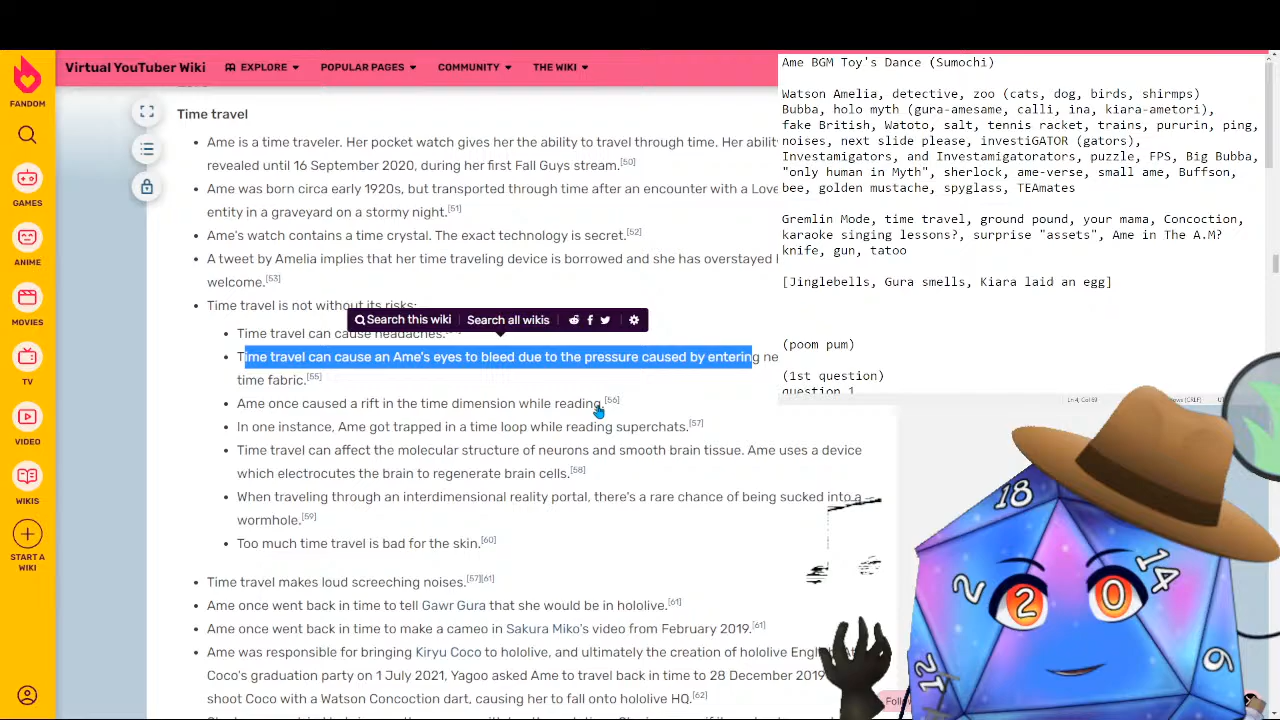 Virtual YouTuber Wiki
EXPLORE
POPULAR PAGES
COMMUNITY
THE WIKI
FANDOM
GAMES
ANIME
MOVIES
TV
VIDEO
WIKIS
START A
WIKI
Time travel
Ame is a time traveler. Her pocket watch gives her the ability to travel through time. Her ability
revealed until 16 September 2020, during her first Fall Guys stream.[50]
Ame was born circa early 1920s, but transported through time after an encounter with a Love
entity in a graveyard on a stormy night.[51]
Ame's watch contains a time crystal. The exact technology is secret.[52]
A tweet by Amelia implies that her time traveling device is borrowed and she has overstayed
welcome.[53]
Time travel is not without its risks:
Search this wiki
Search all wikis
Time travel can cause headaches.
Time travel can cause an Ame's eyes to bleed due to the pressure caused by entering ne
time fabric.[55]
Ame once caused a rift in the time dimension while reading.[56]
In one instance, Ame got trapped in a time loop while reading superchats.[57]
Time travel can affect the molecular structure of neurons and smooth brain tissue. Ame uses a device
which electrocutes the brain to regenerate brain cells.[58]
When traveling through an interdimensional reality portal, there's a rare chance of being sucked into a
wormhole.[59]
Too much time travel is bad for the skin.[60]
Time travel makes loud screeching noises.[57][61]
Ame once went back in time to tell Gawr Gura that she would be in hololive.[61]
Ame once went back in time to make a cameo in Sakura Miko's video from February 2019.[61]
Ame was responsible for bringing Kiryu Coco to hololive, and ultimately the creation of hololive English. At
Coco's graduation party on 1 July 2021, Yagoo asked Ame to travel back in time to 28 December 2019
shoot Coco with a Watson Concoction dart, causing her to fall onto hololive HQ.[62]
Ame BGM Toy's Dance (Sumochi)
Watson Amelia, detective, zoo (cats, dog, birds, shirmps)
Bubba, holo myth (gura-amesame, calli, ina, kiara-ametori),
fake British, Watoto, salt, tennis racket, trains, pururin, ping,
noises, next slide please, investiGATOR (gators),
Investamigators, and Investamigatorators, puzzle, FPS, Big Bubba,
"only human in Myth", sherlock, ame-verse, small ame, Buffson,
bee, golden mustache, spyglass, TEAmates
Gremlin Mode, time travel, ground pound, your mama, Concoction,
karaoke singing lessons?, surprise "assets", Ame in The A.M?
knife, gun, tatoo
[Jinglebells, Gura smells, Kiara laid an egg]
(poom pum)
(1st question)
question 1
Ln 4, Col 69
18
2
14
2
0
12
9